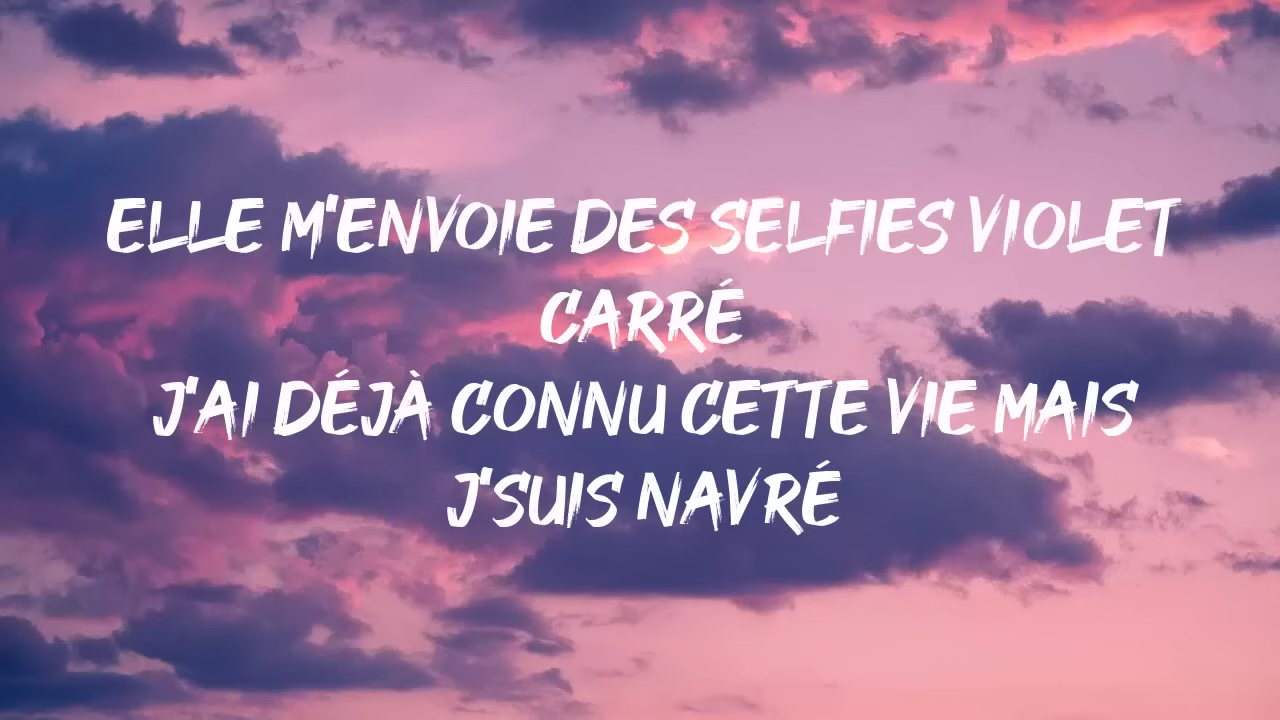 ELLE M'ENVOIE DES SELFIES VIOLET
CARRÉ
J'AI DÉJÀ CONNU CETTE VIE MAIS
J'SUIS NAVRÉ